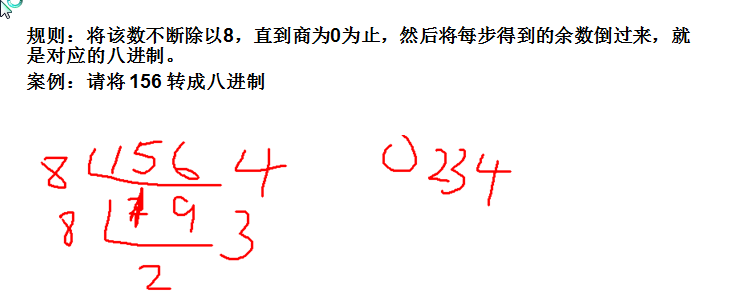 规则：将该数不断除以8，直到商为0为止，然后将每步得到的余数倒过来，就
是对应的八进制。
案例：请将 156 转成八进制
8 156 4
0234
8 19 3
2